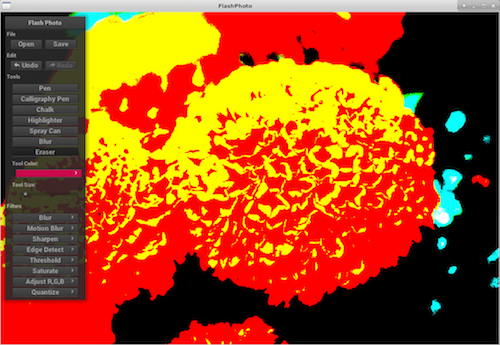 FlashPhoto
Flash Photo
File
Open Save
Edit
Undo Redo
Tools
Pen
Calligraphy Pen
Chalk
Highlighter
Spray Can
Blur
Eraser
Tool Color:
Tool Size:
Filters
Blur
Motion Blur
Sharpen
Edge Detect
Threshold
Saturate
Adjust R,G,B
Quantize